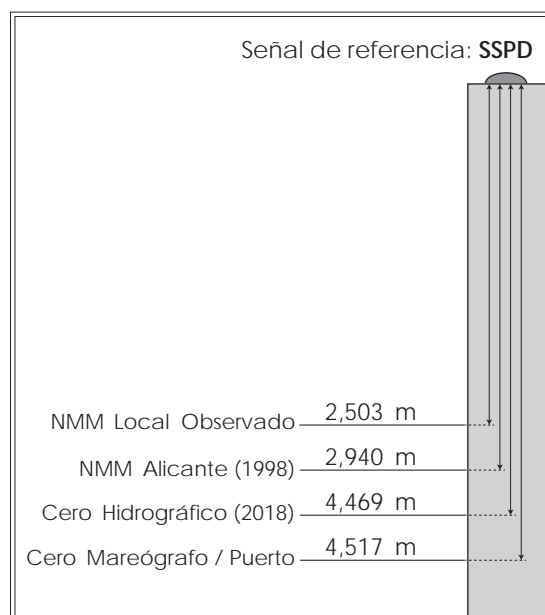 Señal de referencia: SSPD
NMM Local Observado 2,503 m
NMM Alicante (1998) 2,940 m
Cero Hidrográfico (2018) 4,469 m
Cero Mareógrafo / Puerto 4,517 m